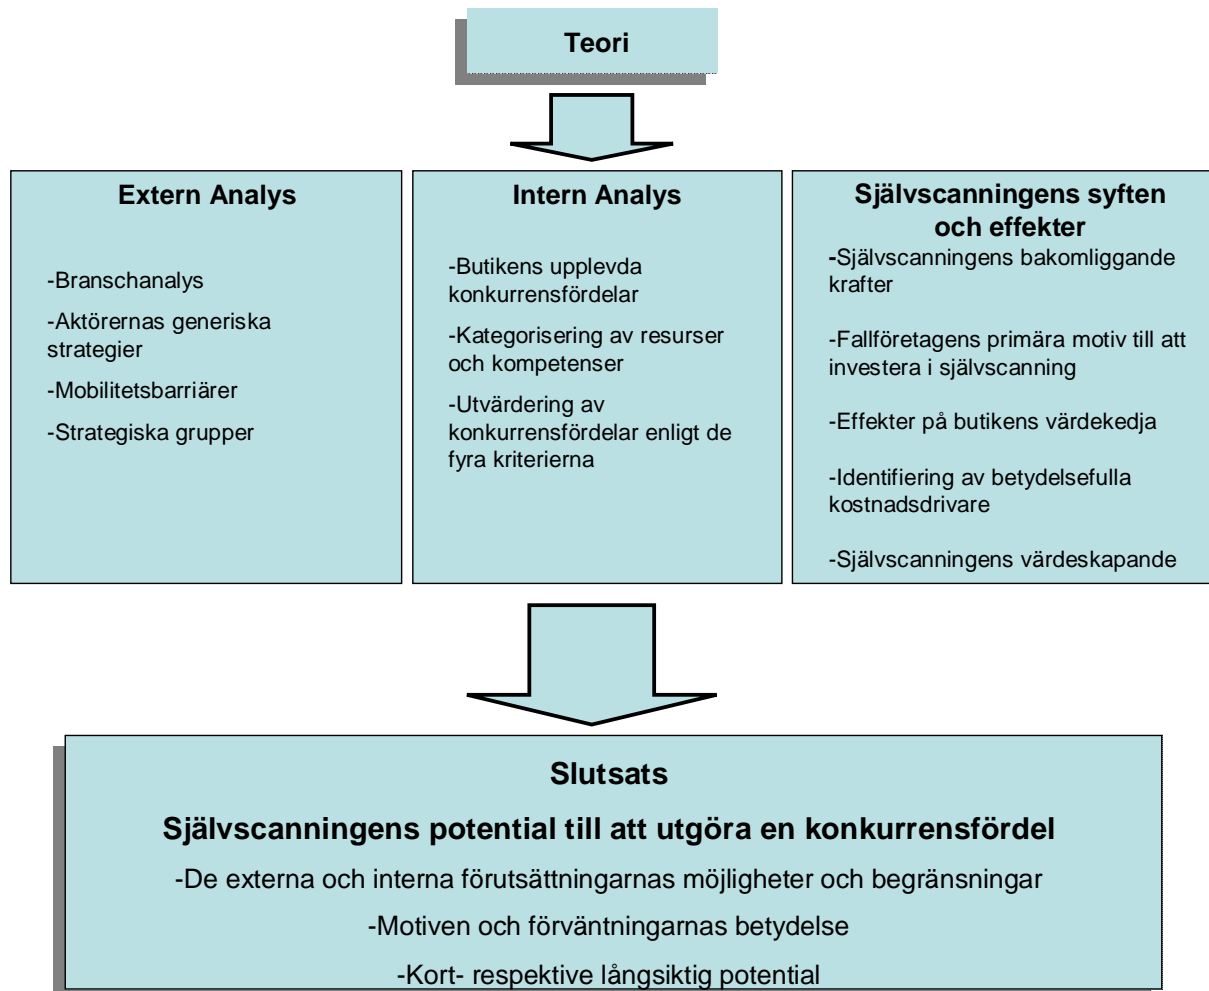 Teori
Extern Analys
-Branschanalys
-Aktörernas generiska
strategier
-Mobilitetsbarriärer
-Strategiska grupper
Intern Analys
-Butikens upplevda
konkurrensfördelar
-Kategorisering av resurser
och kompetenser
-Utvärdering av
konkurrensfördelar enligt de
fyra kriterierna
Självscanningens syften
och effekter
-Självscanningens bakomliggande
krafter
-Fallföretagens primära motiv till att
investera i självscanning
-Effekter på butikens värdekedja
-Identifiering av betydelsefulla
kostnadsdrivare
-Självscanningens värdeskapande
Slutsats
Självscanningens potential till att utgöra en konkurrensfördel
-De externa och interna förutsättningarnas möjligheter och begränsningar
-Motiven och förväntningarnas betydelse
-Kort- respektive långsiktig potential